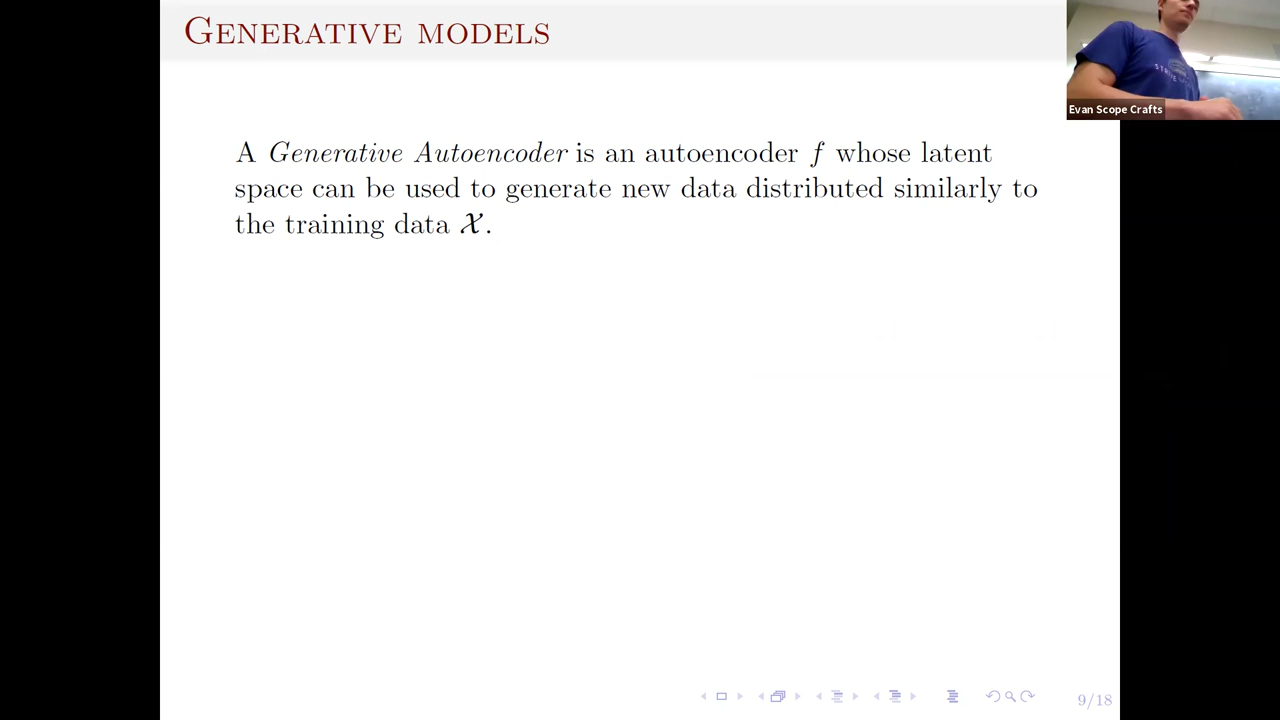 Generative models
A Generative Autoencoder is an autoencoder f whose latent
space can be used to generate new data distributed similarly to
the training data 𝒳.
Evan Scope Crafts
9/18